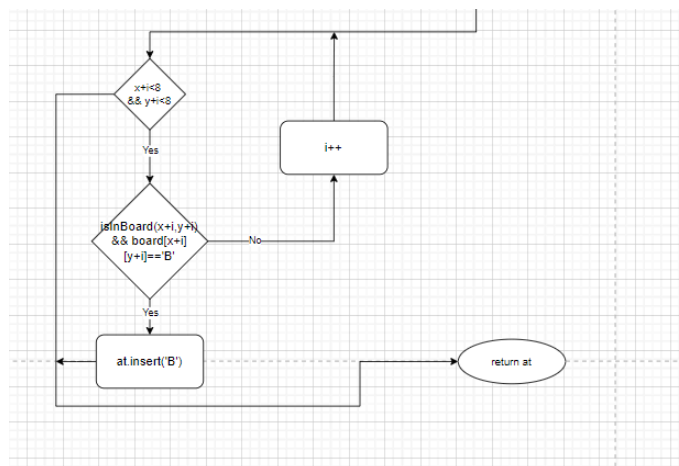 x+i<8
&& y+i<8
i++
Yes
isInBoard(x+i,y+i)
&& board[x+i]
[y+i]=='B'
No
Yes
at.insert('B')
return at